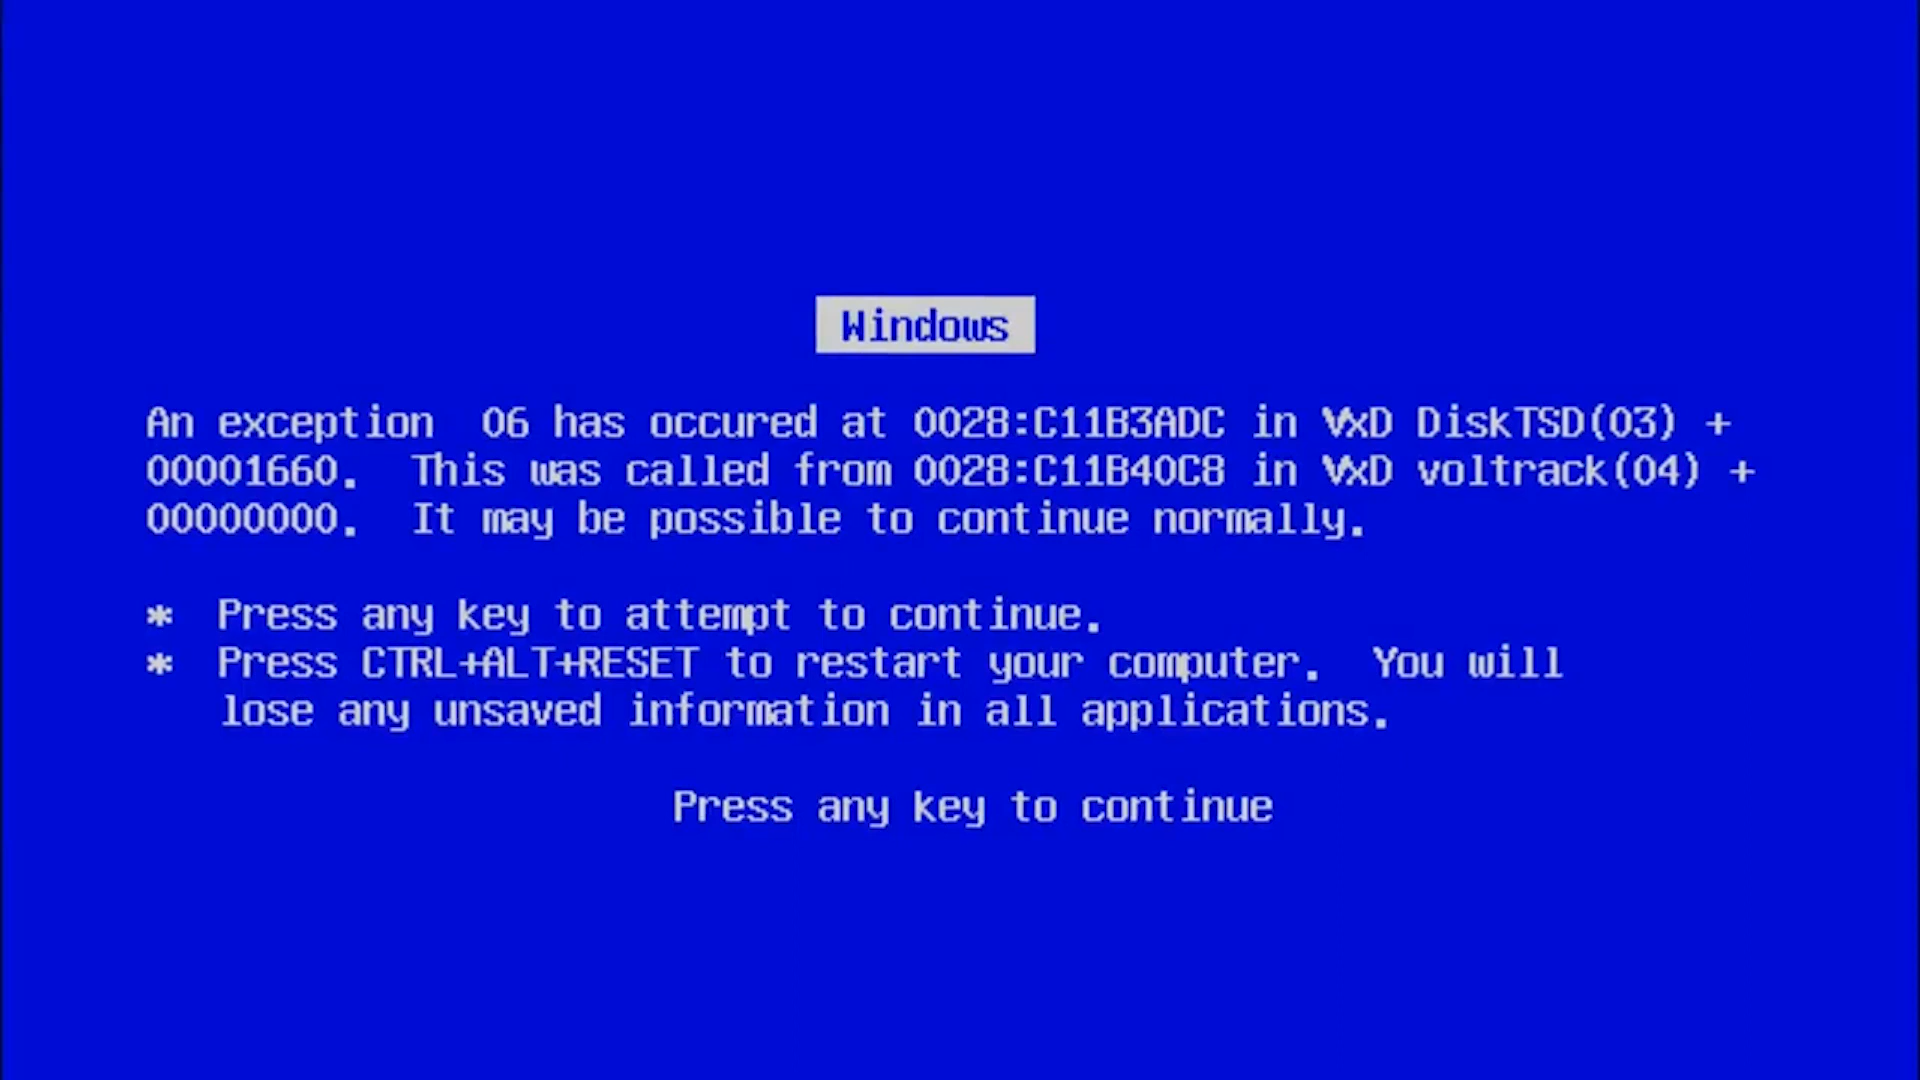 Windows
An exception  06 has occured at 0028:C11B3ADC in VxD DiskTSD(03) +
00001660.  This was called from 0028:C11B40C8 in VxD voltrack(04) +
00000000.  It may be possible to continue normally.
*  Press any key to attempt to continue.
*  Press CTRL+ALT+RESET to restart your computer.  You will
lose any unsaved information in all applications.
Press any key to continue